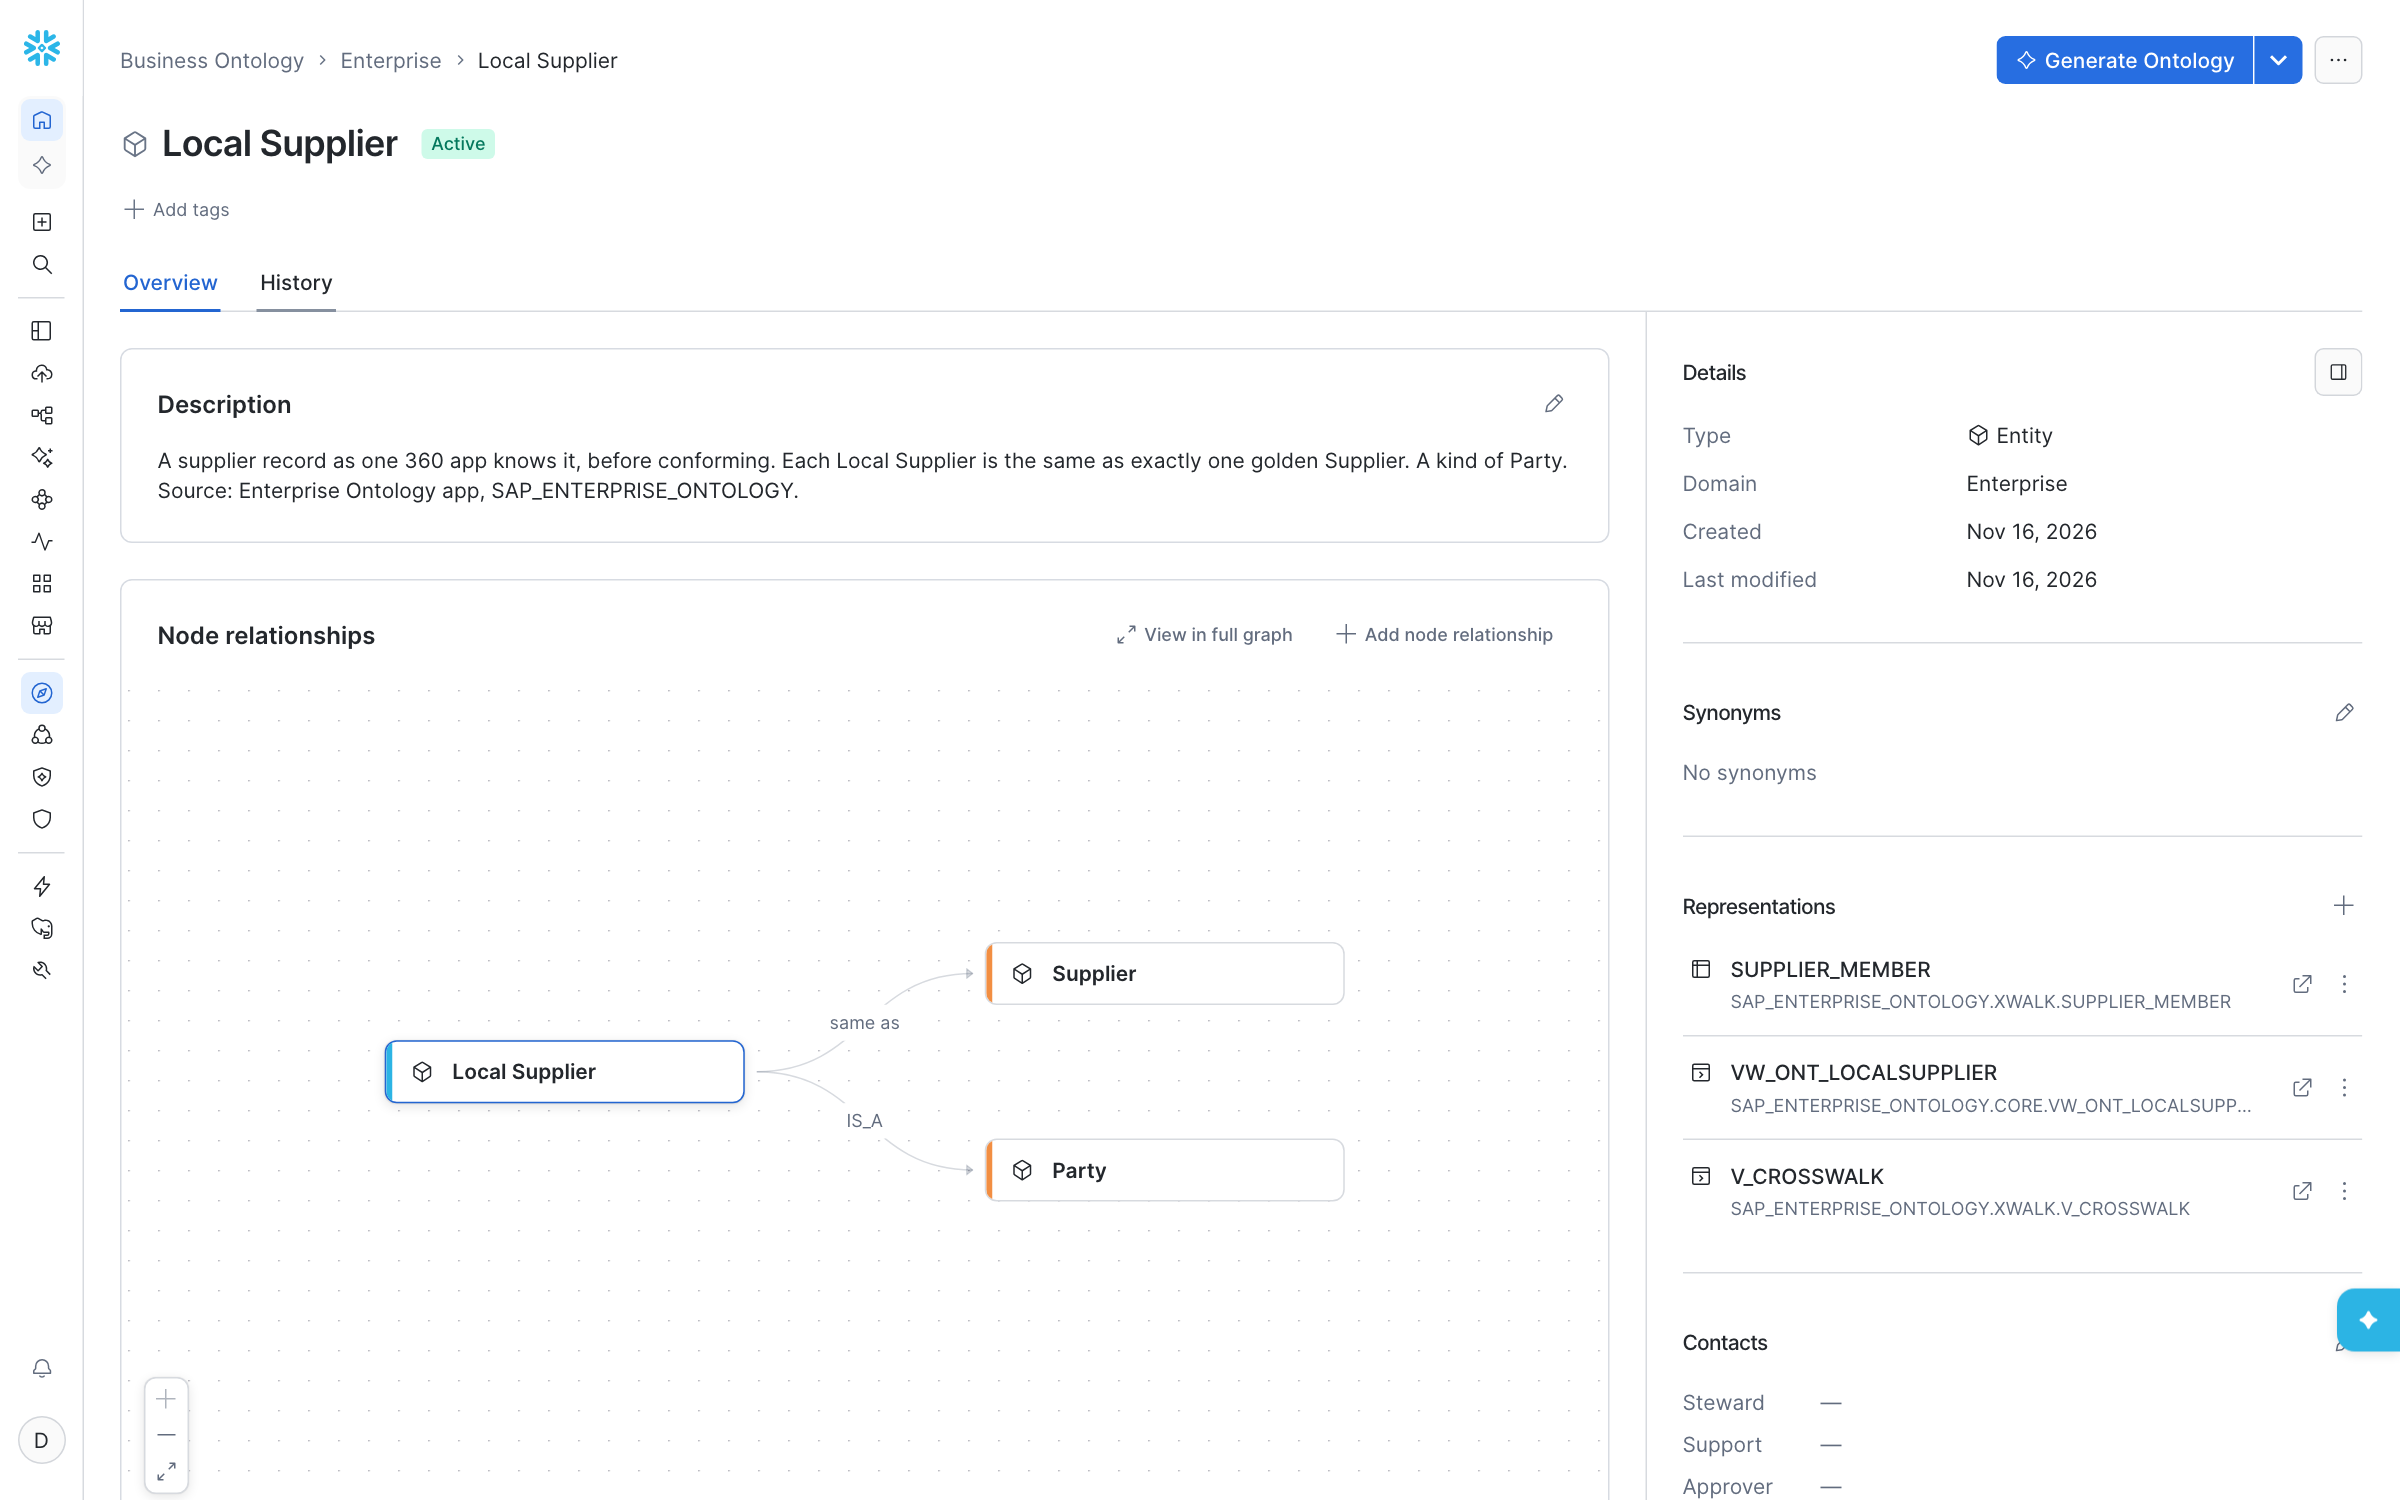 Business Ontology > Enterprise > Local Supplier
Generate Ontology
Local Supplier
Active
Add tags
Overview
History
Description
A supplier record as one 360 app knows it, before conforming. Each Local Supplier is the same as exactly one golden Supplier. A kind of Party.
Source: Enterprise Ontology app, SAP_ENTERPRISE_ONTOLOGY.
Node relationships
View in full graph
Add node relationship
Supplier
same as
Local Supplier
IS_A
Party
Details
Type Entity
Domain Enterprise
Created Nov 16, 2026
Last modified Nov 16, 2026
Synonyms
No synonyms
Representations
SUPPLIER_MEMBER
SAP_ENTERPRISE_ONTOLOGY.XWALK.SUPPLIER_MEMBER
VW_ONT_LOCALSUPPLIER
SAP_ENTERPRISE_ONTOLOGY.CORE.VW_ONT_LOCALSUPP...
V_CROSSWALK
SAP_ENTERPRISE_ONTOLOGY.XWALK.V_CROSSWALK
Contacts
Steward —
Support —
Approver —
D